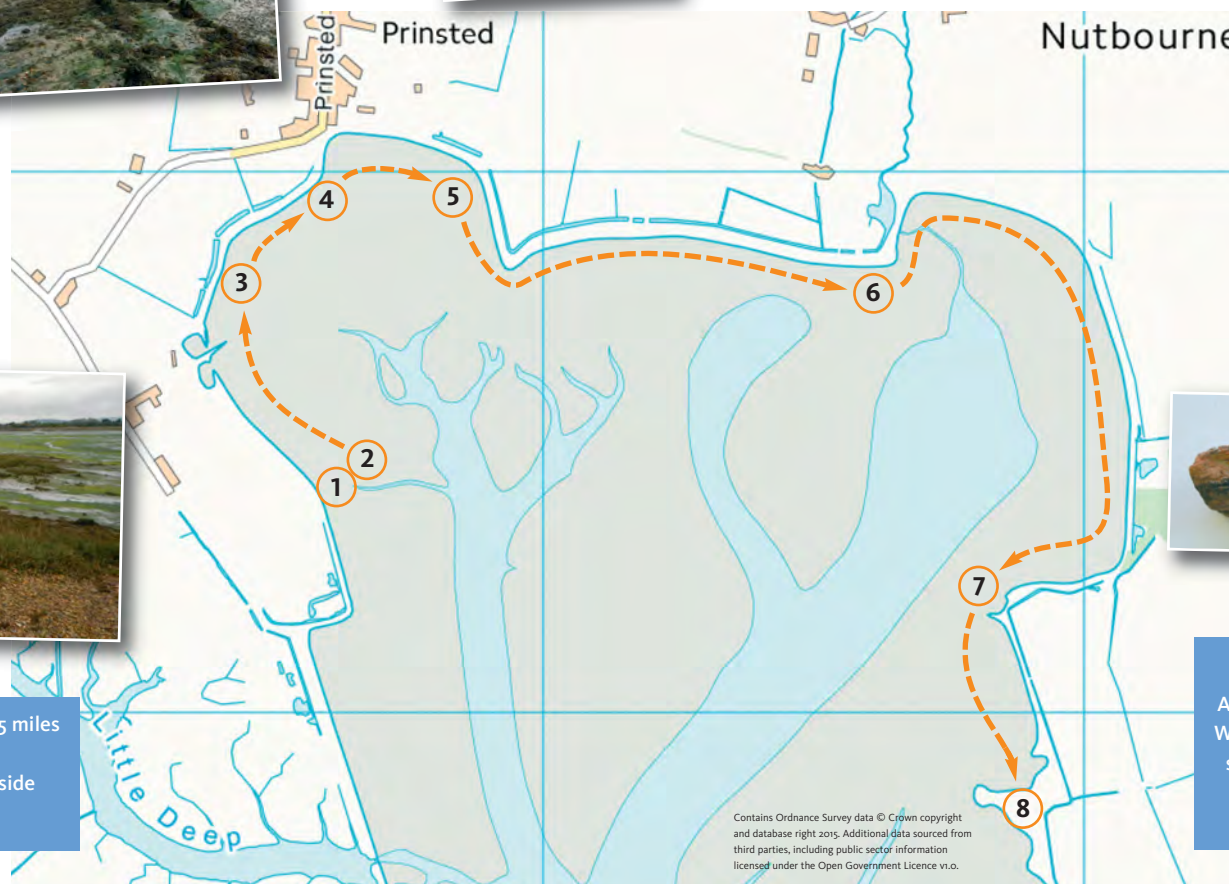 Prinsted
Prinsted
Nutbourne
4
5
3
6
2
1
7
8
5 miles
side
Little Deep
A
W
s
Contains Ordnance Survey data © Crown copyright
and database right 2015. Additional data sourced from
third parties, including public sector information
licensed under the Open Government Licence v1.0.